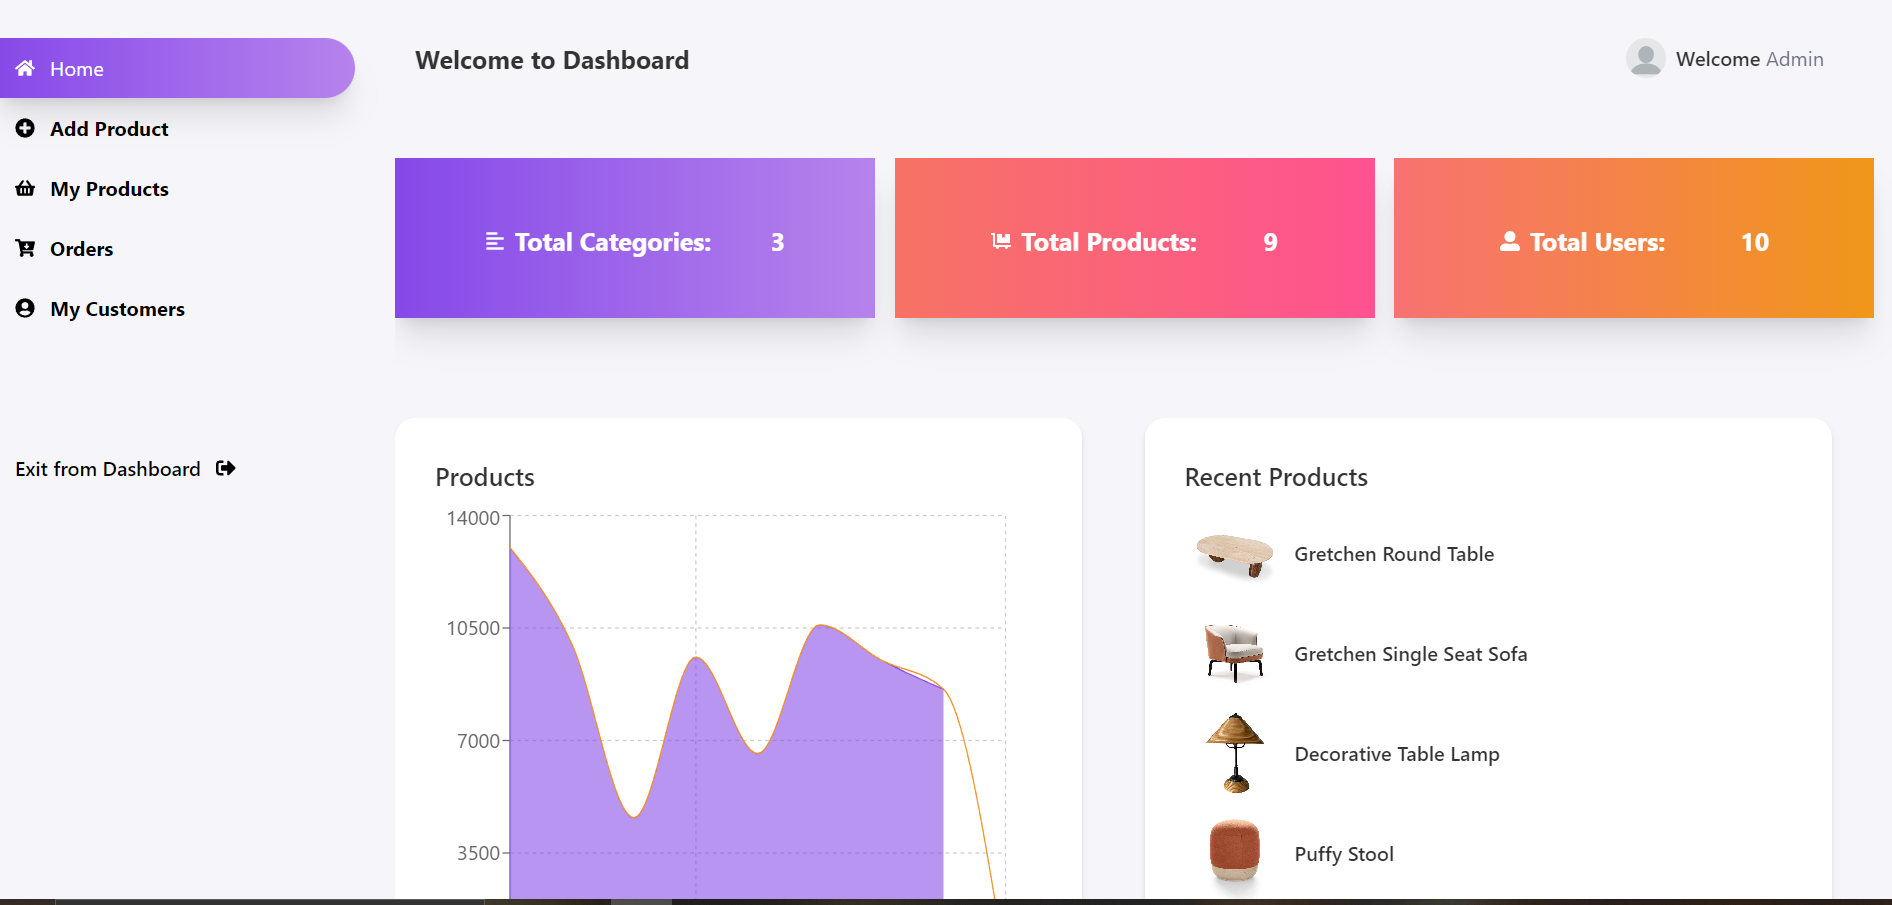 Home
Add Product
My Products
Orders
My Customers
Exit from Dashboard
Welcome to Dashboard
Welcome Admin
Total Categories: 3
Total Products: 9
Total Users: 10
Products
14000
10500
7000
3500
Recent Products
Gretchen Round Table
Gretchen Single Seat Sofa
Decorative Table Lamp
Puffy Stool